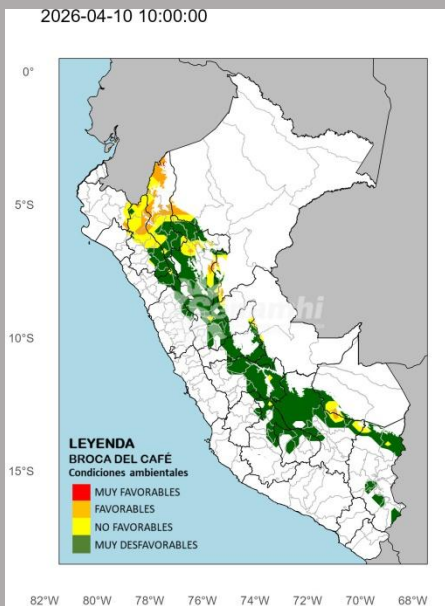 2026-04-10 10:00:00
0°
5°S
10°S
15°S
Senamhi
LEYENDA
BROCA DEL CAFÉ
Condiciones ambientales
MUY FAVORABLES
FAVORABLES
NO FAVORABLES
MUY DESFAVORABLES
82°W 80°W 78°W 76°W 74°W 72°W 70°W 68°W